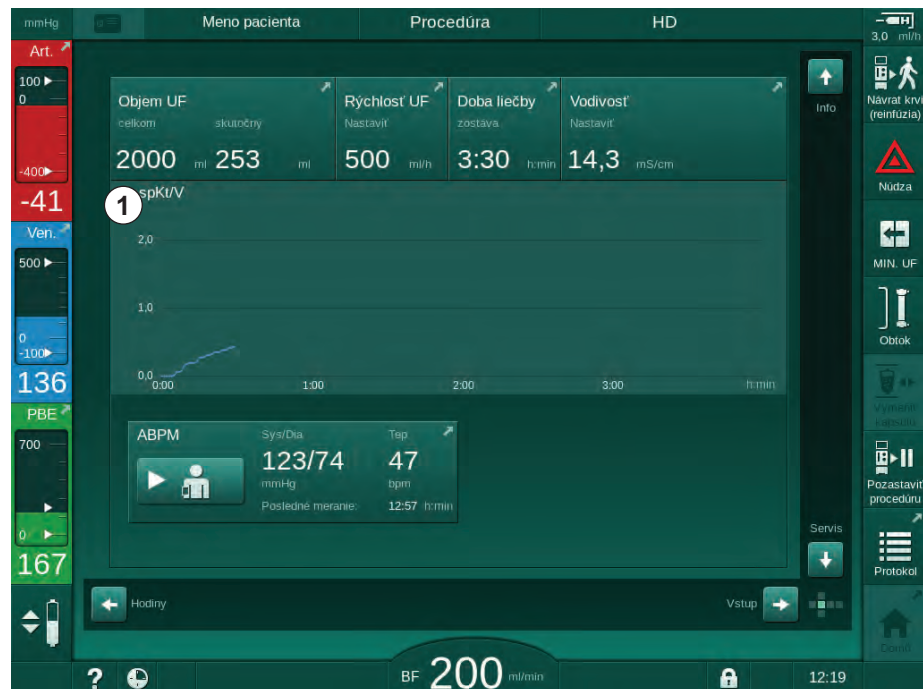 mmHg
Meno pacienta
Procedúra
HD
3,0 ml/h
Art.
100
0
-400
-41
Ven.
500
0
-100
136
PBE
700
0
167
Objem UF
celkom skutočný
2000 ml 253 ml
Rýchlosť UF
Nastaviť
500 ml/h
Doba liečby
zostáva
3:30 h:min
Vodivosť
Nastaviť
14,3 mS/cm
1
spKt/V
2,0
1,0
0,0
0:00 1:00 2:00 3:00 h:min
ABPM
Sys/Dia Tep
123/74 47
mmHg bpm
Posledné meranie: 12:57 h:min
Info
Servis
Hodiny
Vstup
Návrat krvi
(reinfúzia)
Núdza
MIN. UF
Obtok
Pozastaviť
procedúru
Protokol
Domů
? BF 200 ml/min 12:19